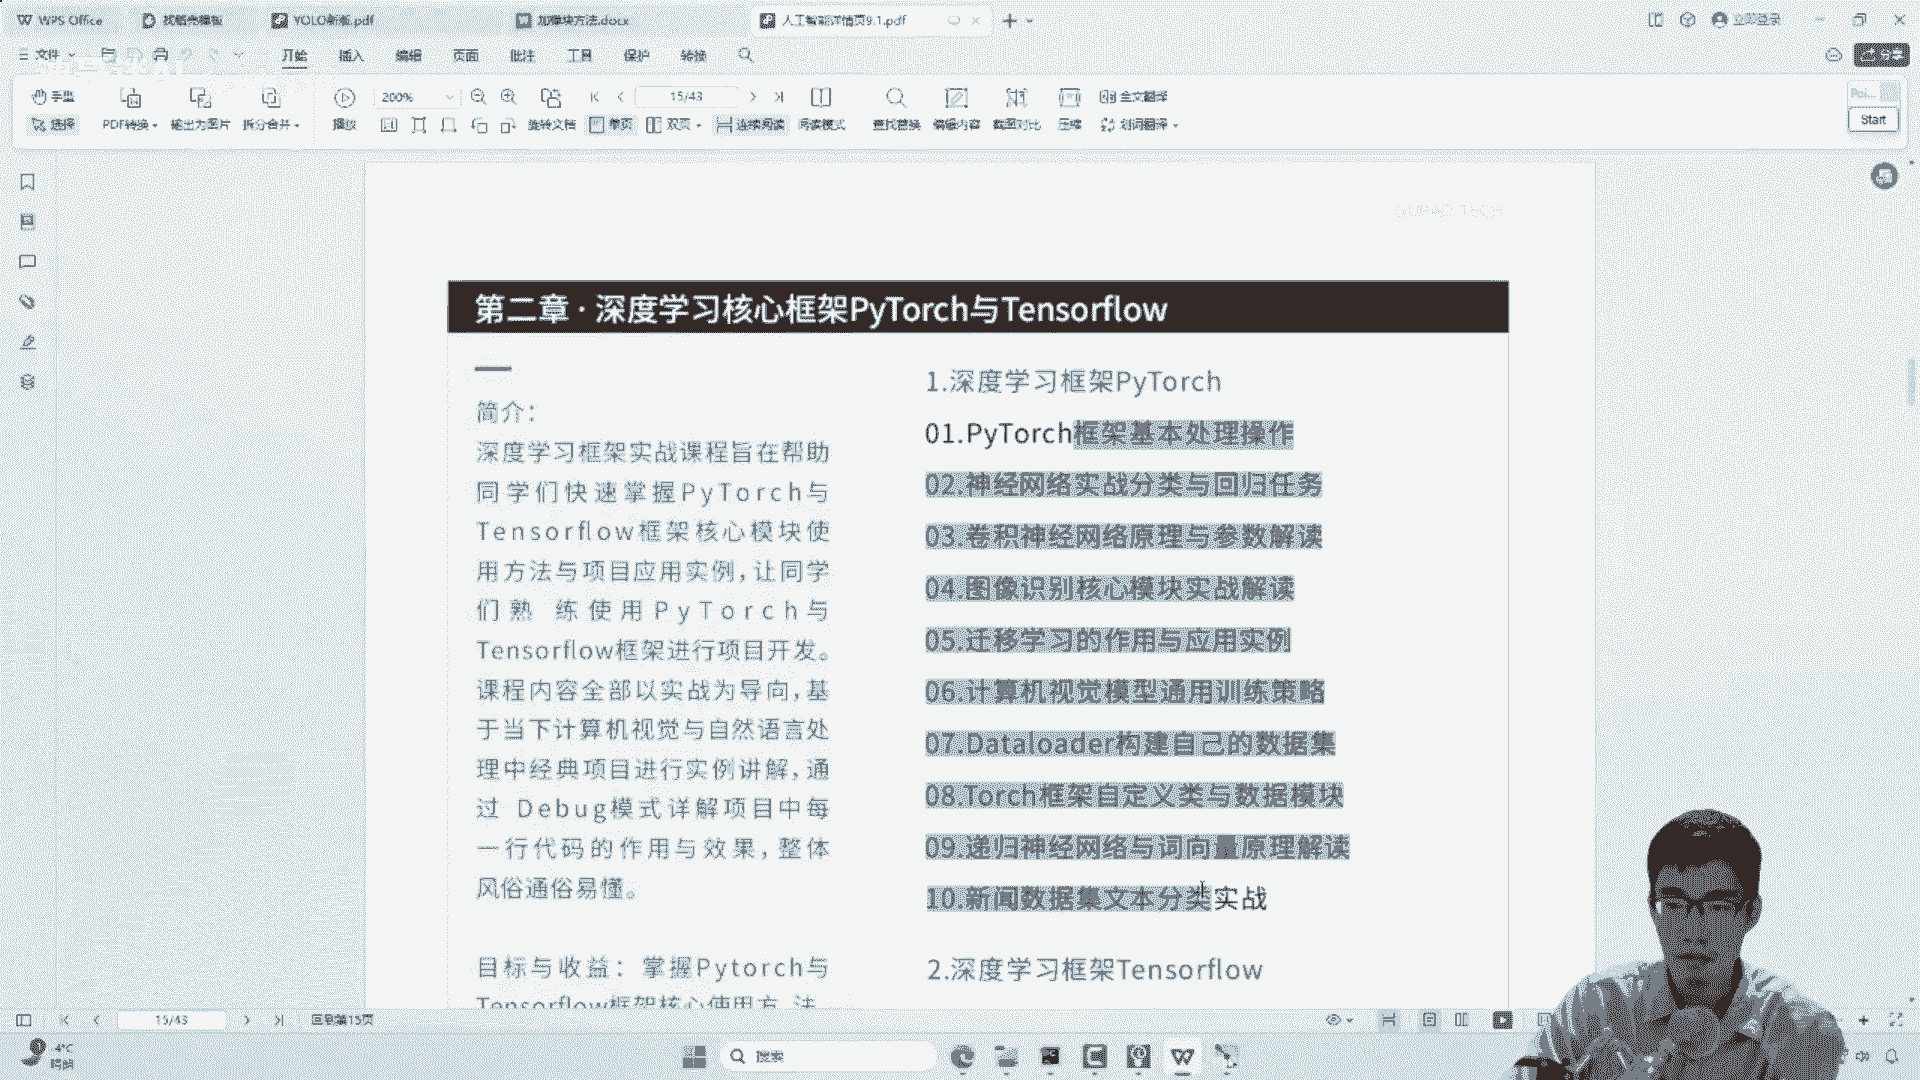 WPS Office
找稻壳模板
YOLO新版.pdf
加模块方法.docx
人工智能详情页9.1.pdf
立即登录
文件
开始
插入
编辑
页面
批注
工具
保护
转换
分享
手型
选择
PDF转换
输出为图片
拆分合并
播放
200%
旋转文档
单页
双页
连续阅读
15/43
阅读模式
查找替换
编辑内容
截图对比
压缩
全文翻译
划词翻译
Start
第二章 · 深度学习核心框架PyTorch与Tensorflow
简介:
深度学习框架实战课程旨在帮助
同学们快速掌握PyTorch与
Tensorflow框架核心模块使
用方法与项目应用实例,让同学
们熟 练使用PyTorch与
Tensorflow框架进行项目开发。
课程内容全部以实战为导向,基
于当下计算机视觉与自然语言处
理中经典项目进行实例讲解,通
过 Debug模式详解项目中每
一行代码的作用与效果,整体
风俗通俗易懂。
目标与收益: 掌握Pytorch与
Tensorflow框架核心使用方 法
1.深度学习框架PyTorch
01.PyTorch框架基本处理操作
02.神经网络实战分类与回归任务
03.卷积神经网络原理与参数解读
04.图像识别核心模块实战解读
05.迁移学习的作用与应用实例
06.计算机视觉模型通用训练策略
07.Dataloader构建自己的数据集
08.Torch框架自定义类与数据模块
09.递归神经网络与词向量原理解读
10.新闻数据集文本分类实战
2.深度学习框架Tensorflow
15/43
回到第15页
-4°C
晴朗
搜索